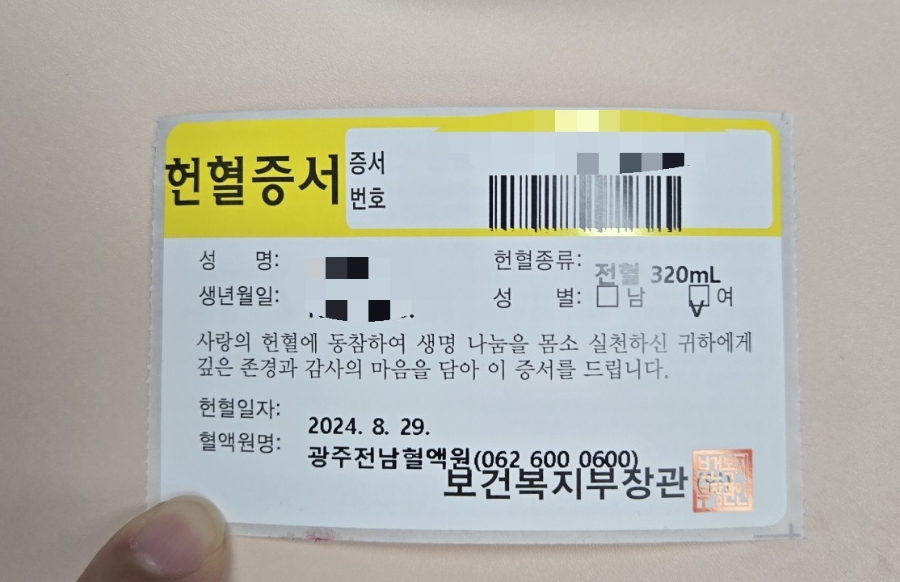 헌혈증서
증서
번호
성 명:
헌혈종류: 전혈 320mL
생년월일:
성 별: □ 남 □ 여
사랑의 헌혈에 동참하여 생명 나눔을 몸소 실천하신 귀하에게
깊은 존경과 감사의 마음을 담아 이 증서를 드립니다.
헌혈일자: 2024. 8. 29.
혈액원명: 광주전남혈액원(062 600 0600)
보건복지부장관